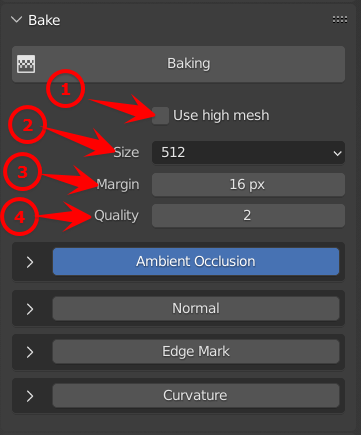 Bake
Baking
1
Use high mesh
2
Size 512
3
Margin 16 px
4
Quality 2
Ambient Occlusion
Normal
Edge Mark
Curvature